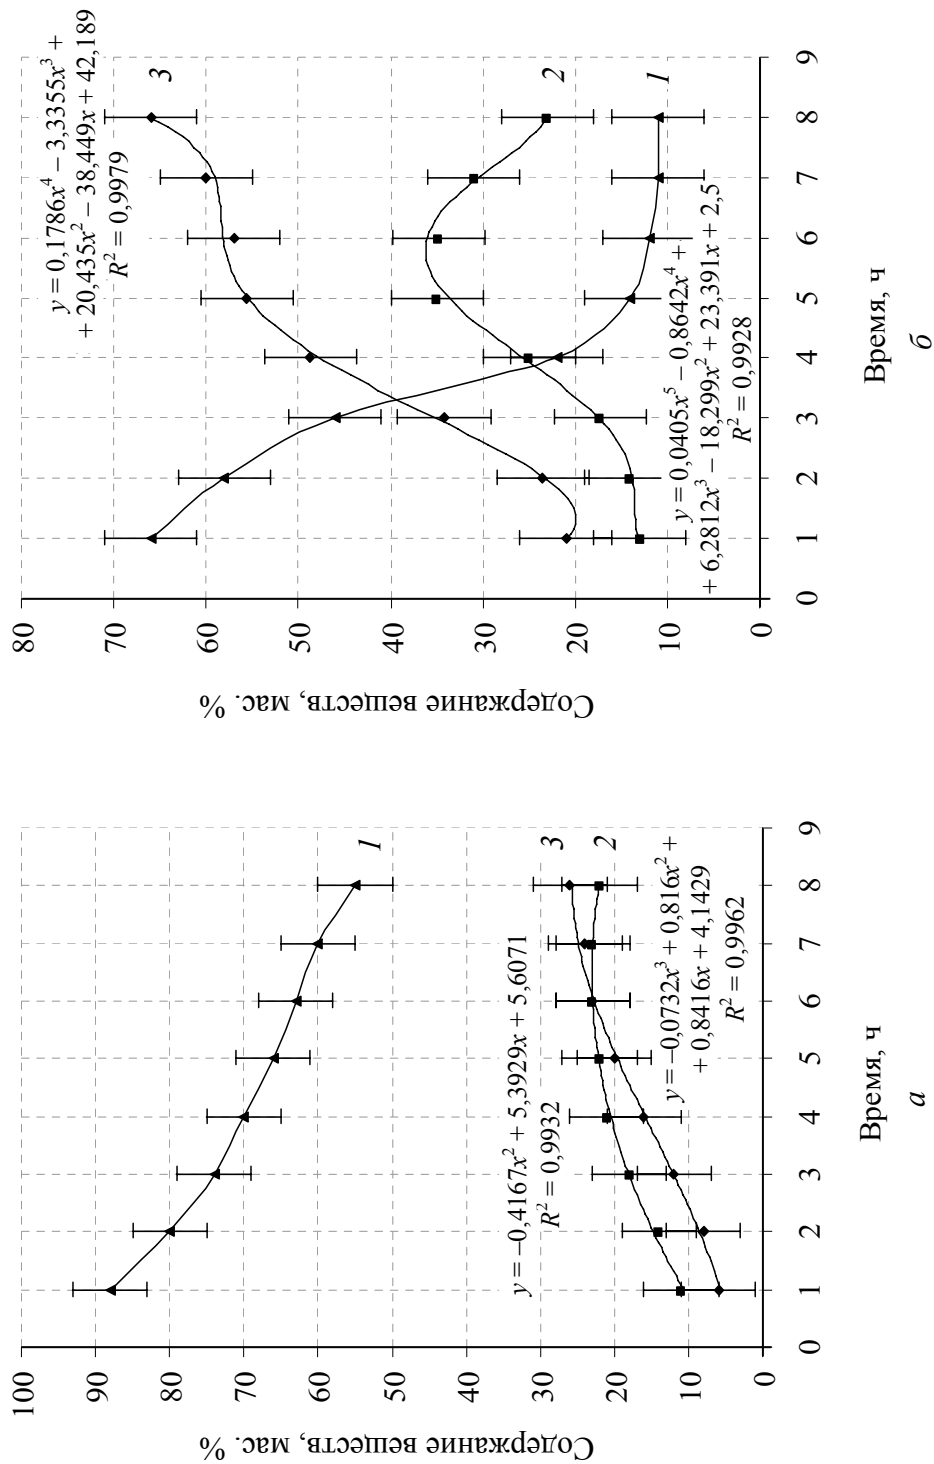 Содержание веществ, мас. %
100
90
80
70
60
50
40
30
20
10
0
0 1 2 3 4 5 6 7 8 9
Время, ч
а
1
3
2
y = −0,4167x² + 5,3929x + 5,6071
R² = 0,9932
y = −0,0732x³ + 0,816x² +
+ 0,8416x + 4,1429
R² = 0,9962
Содержание веществ, мас. %
80
70
60
50
40
30
20
10
0
0 1 2 3 4 5 6 7 8 9
Время, ч
б
y = 0,1786x⁴ − 3,3355x³ +
+ 20,435x² − 38,449x + 42,189
R² = 0,9979
3
2
1
y = 0,0405x⁵ − 0,8642x⁴ +
+ 6,2812x³ − 18,299x² + 23,391x + 2,5
R² = 0,9928